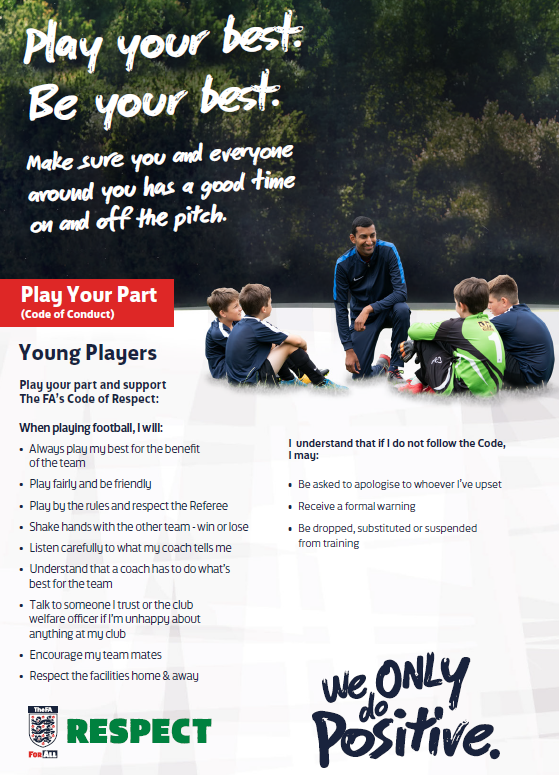 Play your best.
Be your best.
Make sure you and everyone
around you has a good time
on and off the pitch.
Play Your Part
(Code of Conduct)
Young Players
Play your part and support
The FA's Code of Respect:
When playing football, I will:
• Always play my best for the benefit
of the team
• Play fairly and be friendly
• Play by the rules and respect the Referee
• Shake hands with the other team - win or lose
• Listen carefully to what my coach tells me
• Understand that a coach has to do what's
best for the team
• Talk to someone I trust or the club
welfare officer if I'm unhappy about
anything at my club
• Encourage my team mates
• Respect the facilities home & away
I understand that if I do not follow the Code,
I may:
• Be asked to apologise to whoever I've upset
• Receive a formal warning
• Be dropped, substituted or suspended
from training
TheFA
ForAll
RESPECT
We ONLY
do
Positive.